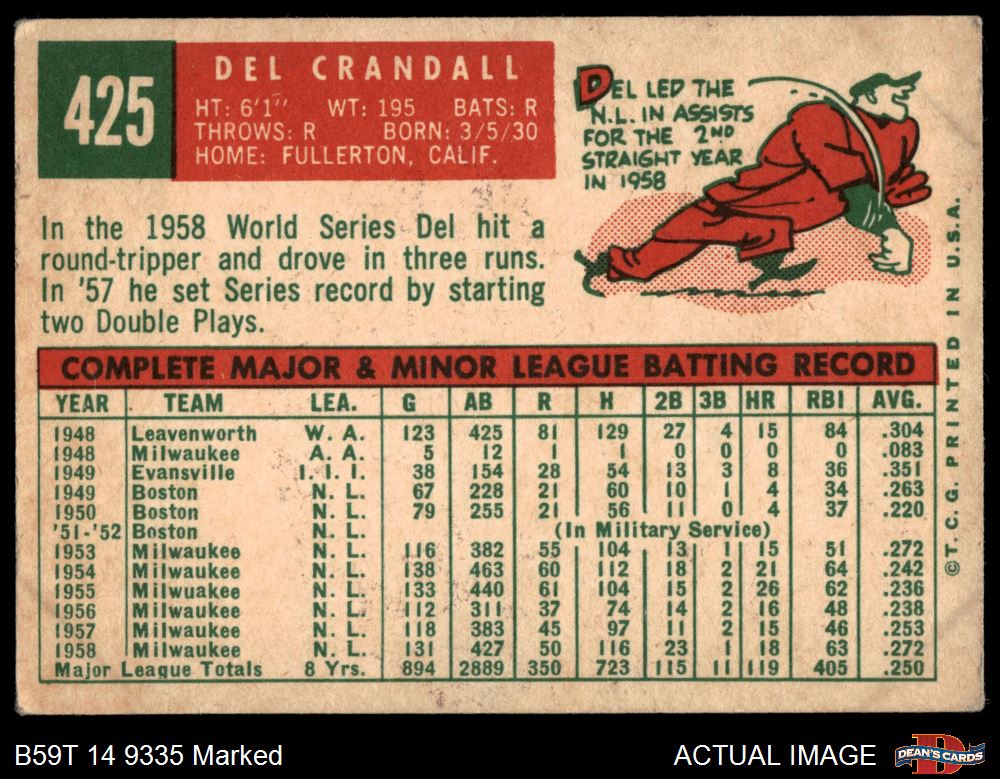 425
DEL CRANDALL
HT: 6'1" WT: 195 BATS: R
THROWS: R BORN: 3/5/30
HOME: FULLERTON, CALIF.
DEL LED THE
N.L. IN ASSISTS
FOR THE 2ND
STRAIGHT YEAR
IN 1958
In the 1958 World Series Del hit a
round-tripper and drove in three runs.
In '57 he set Series record by starting
two Double Plays.
COMPLETE MAJOR & MINOR LEAGUE BATTING RECORD
YEAR TEAM LEA. G AB R H 2B 3B HR RBI AVG.
1948 Leavenworth W. A. 123 425 81 129 27 4 15 84 .304
1948 Milwaukee A. A. 5 12 1 1 0 0 0 0 .083
1949 Evansville I. I. I. 38 154 28 54 13 3 8 36 .351
1949 Boston N. L. 67 228 21 60 10 1 4 34 .263
1950 Boston N. L. 79 255 21 56 11 0 4 37 .220
'51-'52 Boston (In Military Service)
1953 Milwaukee N. L. 116 382 55 104 13 1 15 51 .272
1954 Milwaukee N. L. 138 463 60 112 18 2 21 64 .242
1955 Milwuakee N. L. 133 440 61 104 15 2 26 62 .236
1956 Milwaukee N. L. 112 311 37 74 14 2 16 48 .238
1957 Milwaukee N. L. 118 383 45 97 11 2 15 46 .253
1958 Milwaukee N. L. 131 427 50 116 23 1 18 63 .272
Major League Totals 8 Yrs. 894 2889 350 723 115 11 119 405 .250
©T. C. G. PRINTED IN U.S.A.
B59T 14 9335 Marked
ACTUAL IMAGE
DEAN'S CARDS